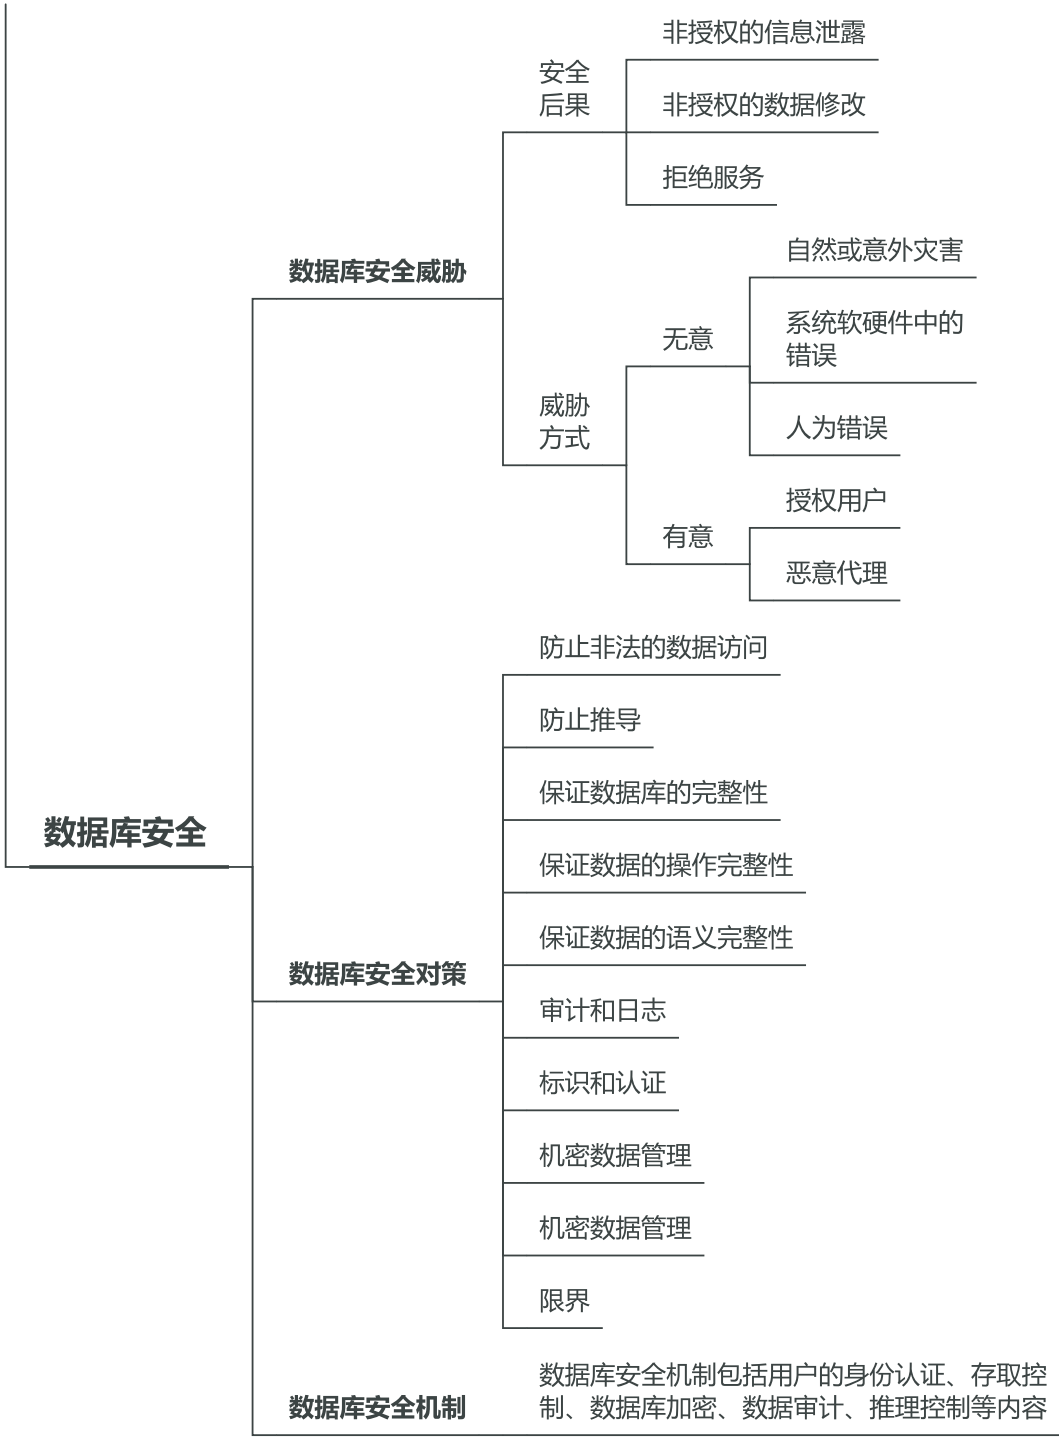 数据库安全
数据库安全威胁
安全
后果
非授权的信息泄露
非授权的数据修改
拒绝服务
威胁
方式
无意
自然或意外灾害
系统软硬件中的
错误
人为错误
有意
授权用户
恶意代理
数据库安全对策
防止非法的数据访问
防止推导
保证数据库的完整性
保证数据的操作完整性
保证数据的语义完整性
审计和日志
标识和认证
机密数据管理
机密数据管理
限界
数据库安全机制
数据库安全机制包括用户的身份认证、存取控
制、数据库加密、数据审计、推理控制等内容